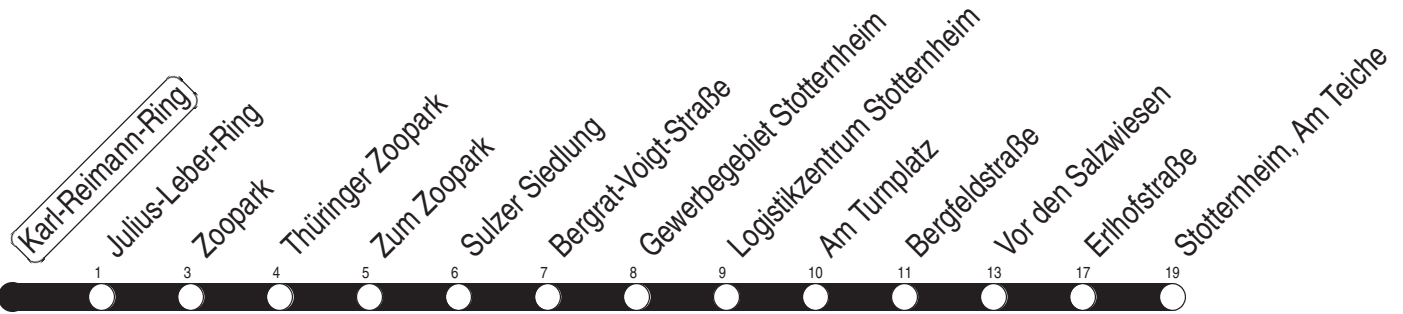 Karl-Reimann-Ring
Julius-Leber-Ring
Zoopark
Thüringer Zoopark
Zum Zoopark
Sulzer Siedlung
Bergrat-Voigt-Straße
Gewerbegebiet Stotternheim
Logistikzentrum Stotternheim
Am Turnplatz
Bergfeldstraße
Vor den Salzwiesen
Erlhofstraße
Stotternheim, Am Teiche
1 3 4 5 6 7 8 9 10 11 13 17 19